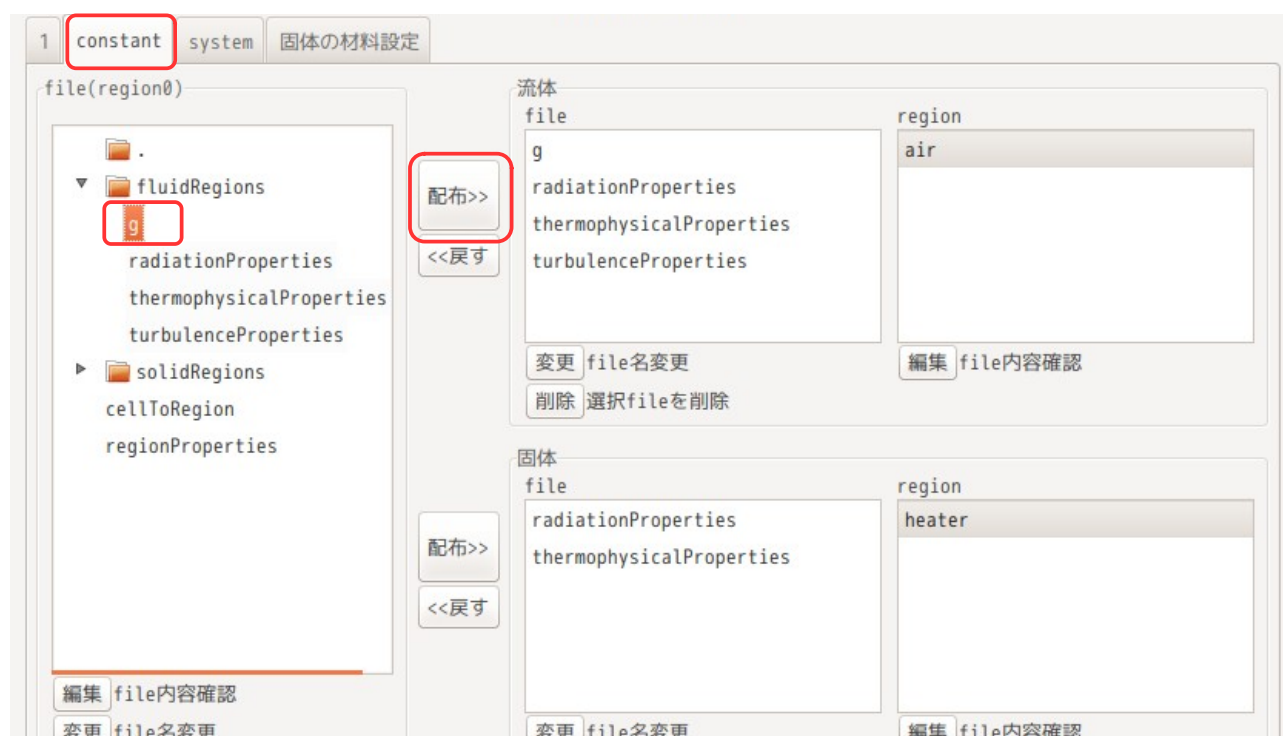 1 constant system 固体の材料設定
file(region0)
.
fluidRegions
g
radiationProperties
thermophysicalProperties
turbulenceProperties
solidRegions
cellToRegion
regionProperties
編集 file内容確認
変更 file名変更
配布>>
<<戻す
流体
file
g
radiationProperties
thermophysicalProperties
turbulenceProperties
変更 file名変更
削除 選択fileを削除
region
air
編集 file内容確認
配布>>
<<戻す
固体
file
radiationProperties
thermophysicalProperties
変更 file名変更
region
heater
編集 file内容確認